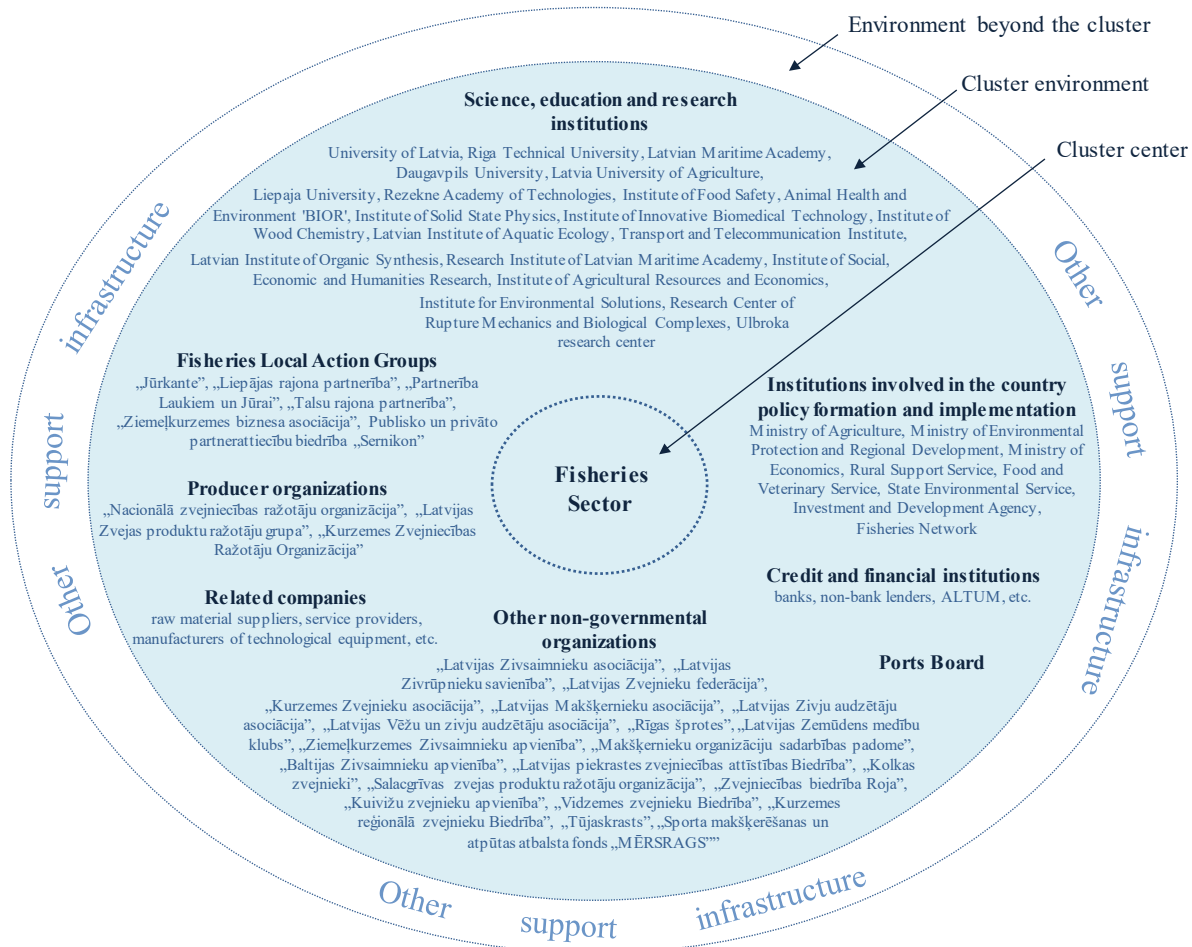 Environment beyond the cluster
Cluster environment
Cluster center
Science, education and research
institutions
University of Latvia, Riga Technical University, Latvian Maritime Academy,
Daugavpils University, Latvia University of Agriculture,
Liepaja University, Rezekne Academy of Technologies, Institute of Food Safety, Animal Health and
Environment 'BIOR', Institute of Solid State Physics, Institute of Innovative Biomedical Technology, Institute of
Wood Chemistry, Latvian Institute of Aquatic Ecology, Transport and Telecommunication Institute,
Latvian Institute of Organic Synthesis, Research Institute of Latvian Maritime Academy, Institute of Social,
Economic and Humanities Research, Institute of Agricultural Resources and Economics,
Institute for Environmental Solutions, Research Center of
Rupture Mechanics and Biological Complexes, Ulbroka
research center
Fisheries Local Action Groups
„Jūrkante”, „Liepājas rajona partnerība”, „Partnerība
Laukiem un Jūrai”, „Talsu rajona partnerība”,
„Ziemeļkurzemes biznesa asociācija”, Publisko un privāto
partnerattiecību biedrība „Sernikon”
Institutions involved in the country
policy formation and implementation
Ministry of Agriculture, Ministry of Environmental
Protection and Regional Development, Ministry of
Economics, Rural Support Service, Food and
Veterinary Service, State Environmental Service,
Investment and Development Agency,
Fisheries Network
Fisheries
Sector
Producer organizations
„Nacionālā zvejniecības ražotāju organizācija”, „Latvijas
Zvejas produktu ražotāju grupa”, „Kurzemes Zvejniecības
Ražotāju Organizācija”
Credit and financial institutions
banks, non-bank lenders, ALTUM, etc.
Related companies
raw material suppliers, service providers,
manufacturers of technological equipment, etc.
Other non-governmental
organizations
„Latvijas Zivsaimnieku asociācija”, „Latvijas
Zivrūpnieku savienība”, „Latvijas Zvejnieku federācija”,
„Kurzemes Zvejnieku asociācija”, „Latvijas Makšķernieku asociācija”, „Latvijas Zivju audzētāju
asociācija”, „Latvijas Vēžu un zivju audzētāju asociācija”, „Rīgas šprotes”, „Latvijas Zemūdens medību
klubs”, „Ziemeļkurzemes Zivsaimnieku apvienība”, „Makšķernieku organizāciju sadarbības padome”,
„Baltijas Zivsaimnieku apvienība”, „Latvijas piekrastes zvejniecības attīstības Biedrība”, „Kolkas
zvejnieki”, „Salacgrīvas zvejas produktu ražotāju organizācija”, „Zvejniecības biedrība Roja”,
„Kuivižu zvejnieku apvienība”, „Vidzemes zvejnieku Biedrība”, „Kurzemes
reģionālā zvejnieku Biedrība”, „Tūjaskrasts”, „Sporta makšķerēšanas un
atpūtas atbalsta fonds „MĒRSRAGS””
Ports Board
Other support infrastructure
Other support infrastructure
Other support infrastructure